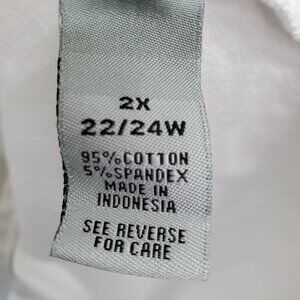 2X
22/24W
95%COTTON
5%SPANDEX
MADE IN
INDONESIA
SEE REVERSE
FOR CARE